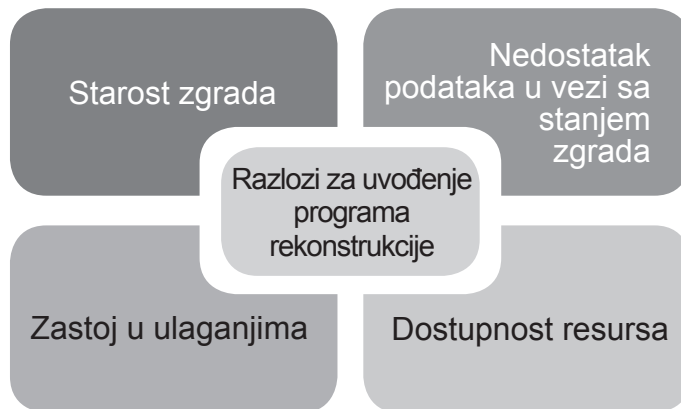 Starost zgrada
Nedostatak
podataka u vezi sa
stanjem
zgrada
Razlozi za uvođenje
programa
rekonstrukcije
Zastoj u ulaganjima
Dostupnost resursa